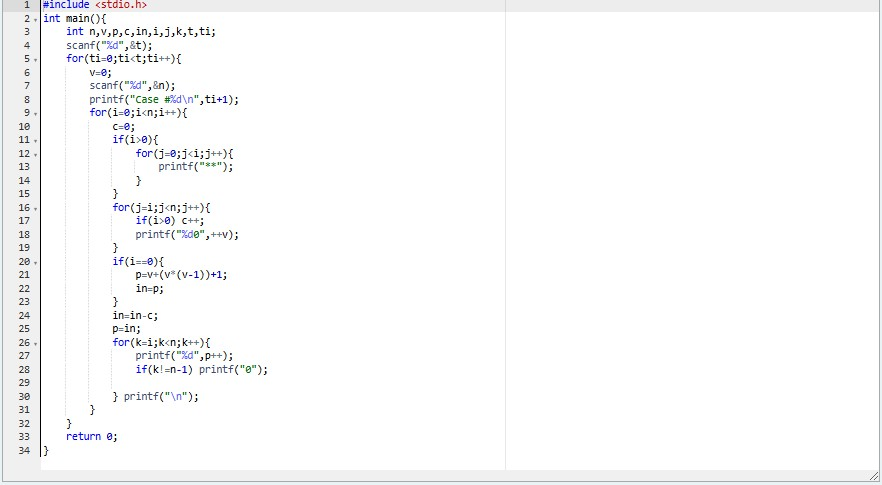 1 #include <stdio.h>
2 int main(){
3 int n,v,p,c,in,i,j,k,t,ti;
4 scanf("%d",&t);
5 for(ti=0;ti<t;ti++){
6 v=0;
7 scanf("%d",&n);
8 printf("Case #%d\n",ti+1);
9 for(i=0;i<n;i++){
10 c=0;
11 if(i>0){
12 for(j=0;j<i;j++){
13 printf("**");
14 }
15 }
16 for(j=i;j<n;j++){
17 if(i>0) c++;
18 printf("%d0",++v);
19 }
20 if(i==0){
21 p=v+(v*(v-1))+1;
22 in=p;
23 }
24 in=in-c;
25 p=in;
26 for(k=i;k<n;k++){
27 printf("%d",p++);
28 if(k!=n-1) printf("0");
29
30 } printf("\n");
31 }
32 }
33 return 0;
34 }